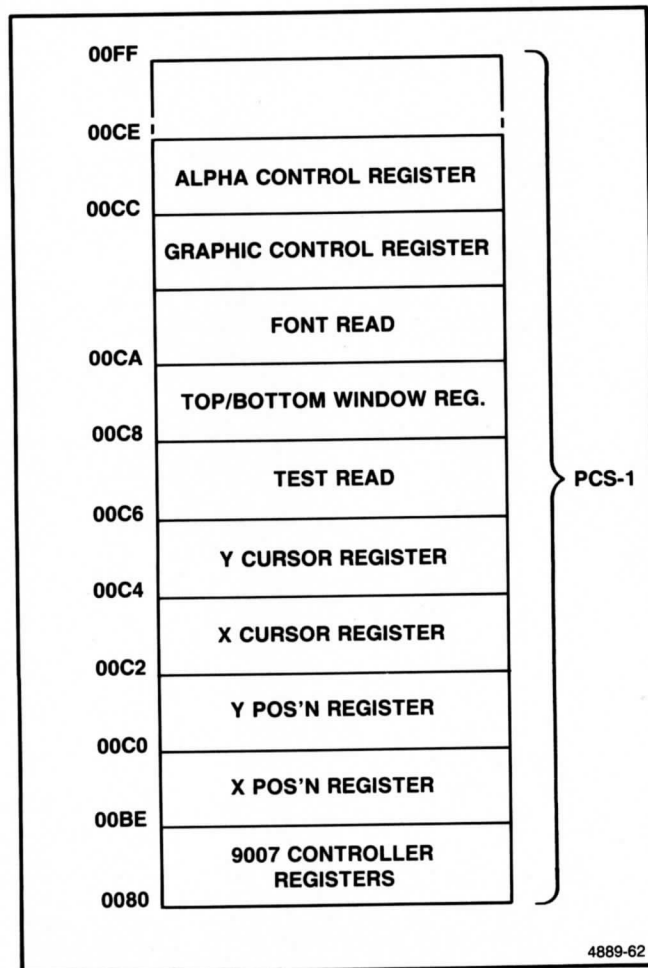 00FF
00CE
ALPHA CONTROL REGISTER
00CC
GRAPHIC CONTROL REGISTER
FONT READ
00CA
TOP/BOTTOM WINDOW REG.
00C8
TEST READ
PCS-1
00C6
Y CURSOR REGISTER
00C4
X CURSOR REGISTER
00C2
Y POS'N REGISTER
00C0
X POS'N REGISTER
00BE
9007 CONTROLLER
REGISTERS
0080
4889-62